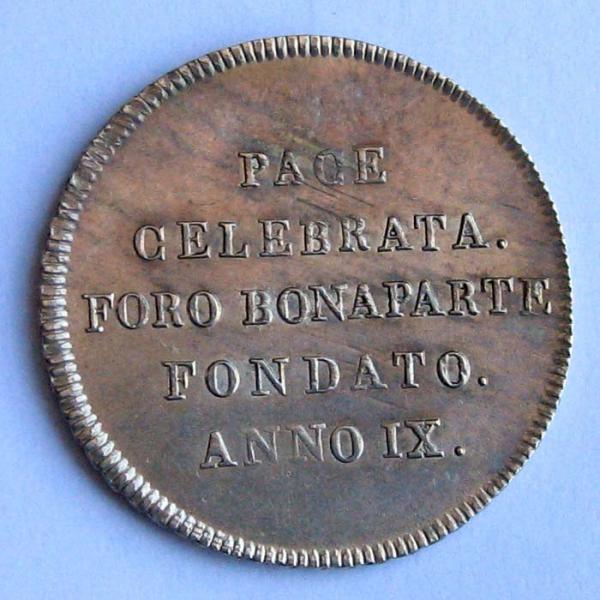 PACE
CELEBRATA.
FORO BONAPARTE
FONDATO.
ANNO IX.